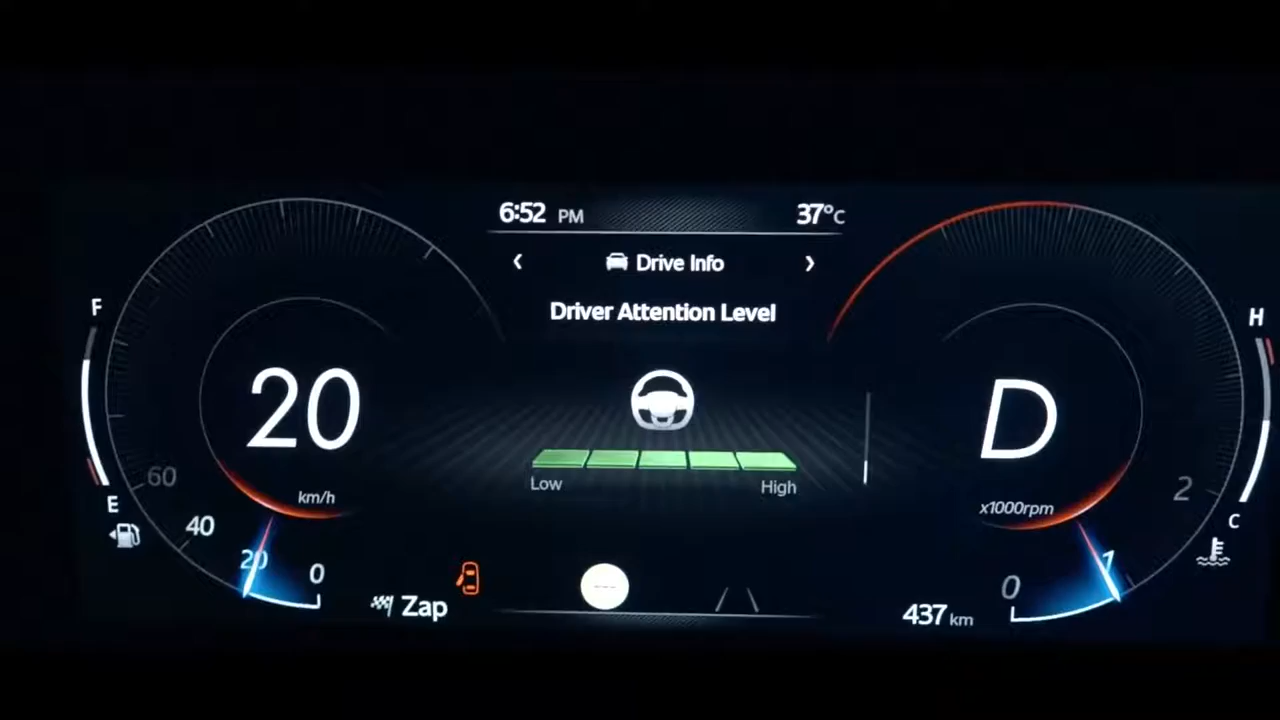 6:52 PM 37°C
‹ Drive Info ›
Driver Attention Level
F
H
20
D
Low High
60
2
km/h
x1000rpm
E
C
40
20
0
1
0
Zap
---
437 km